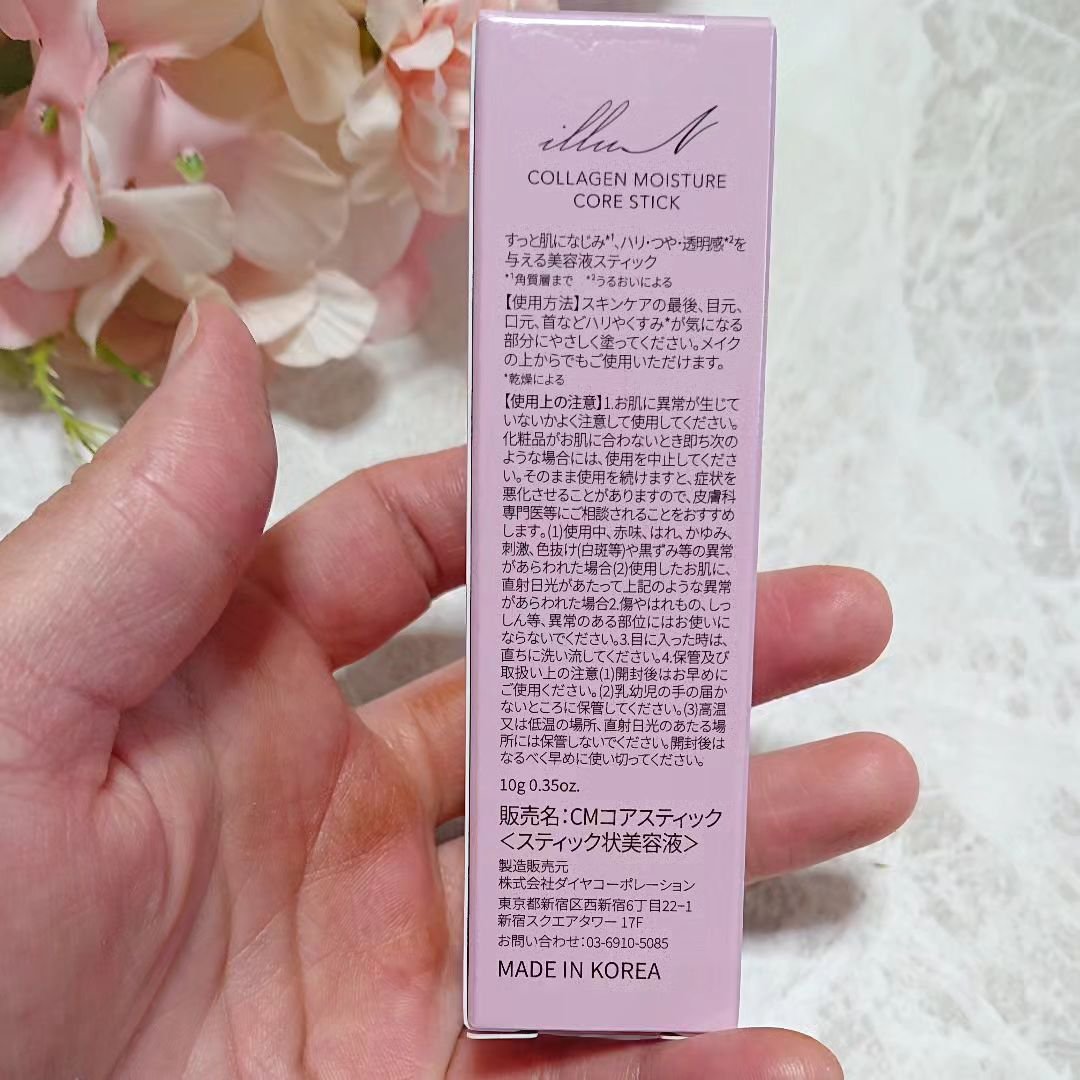 illuN
COLLAGEN MOISTURE
CORE STICK
すっと肌になじみ*1、ハリ・つや・透明感*2を
与える美容液スティック
*1角質層まで *2うるおいによる
【使用方法】スキンケアの最後、目元、
口元、首などハリやくすみ*が気になる
部分にやさしく塗ってください。メイク
の上からでもご使用いただけます。
*乾燥による
【使用上の注意】1.お肌に異常が生じて
いないかよく注意して使用してください。
化粧品がお肌に合わないとき即ち次の
ような場合には、使用を中止してくださ
い。そのまま使用を続けますと、症状を
悪化させることがありますので、皮膚科
専門医等にご相談されることをおすすめ
します。(1)使用中、赤味、はれ、かゆみ、
刺激、色抜け(白斑等)や黒ずみ等の異常
があらわれた場合(2)使用したお肌に、
直射日光があたって上記のような異常
があらわれた場合2.傷やはれもの、しっ
しん等、異常のある部位にはお使いに
ならないでください。3.目に入った時は、
直ちに洗い流してください。4.保管及び
取扱い上の注意(1)開封後はお早めに
ご使用ください。(2)乳幼児の手の届か
ないところに保管してください。(3)高温
又は低温の場所、直射日光のあたる場
所には保管しないでください。開封後は
なるべく早めに使い切ってください。
10g 0.35oz.
販売名：CMコアスティック
＜スティック状美容液＞
製造販売元
株式会社ダイヤコーポレーション
東京都新宿区西新宿6丁目22−1
新宿スクエアタワー 17F
お問い合わせ：03-6910-5085
MADE IN KOREA